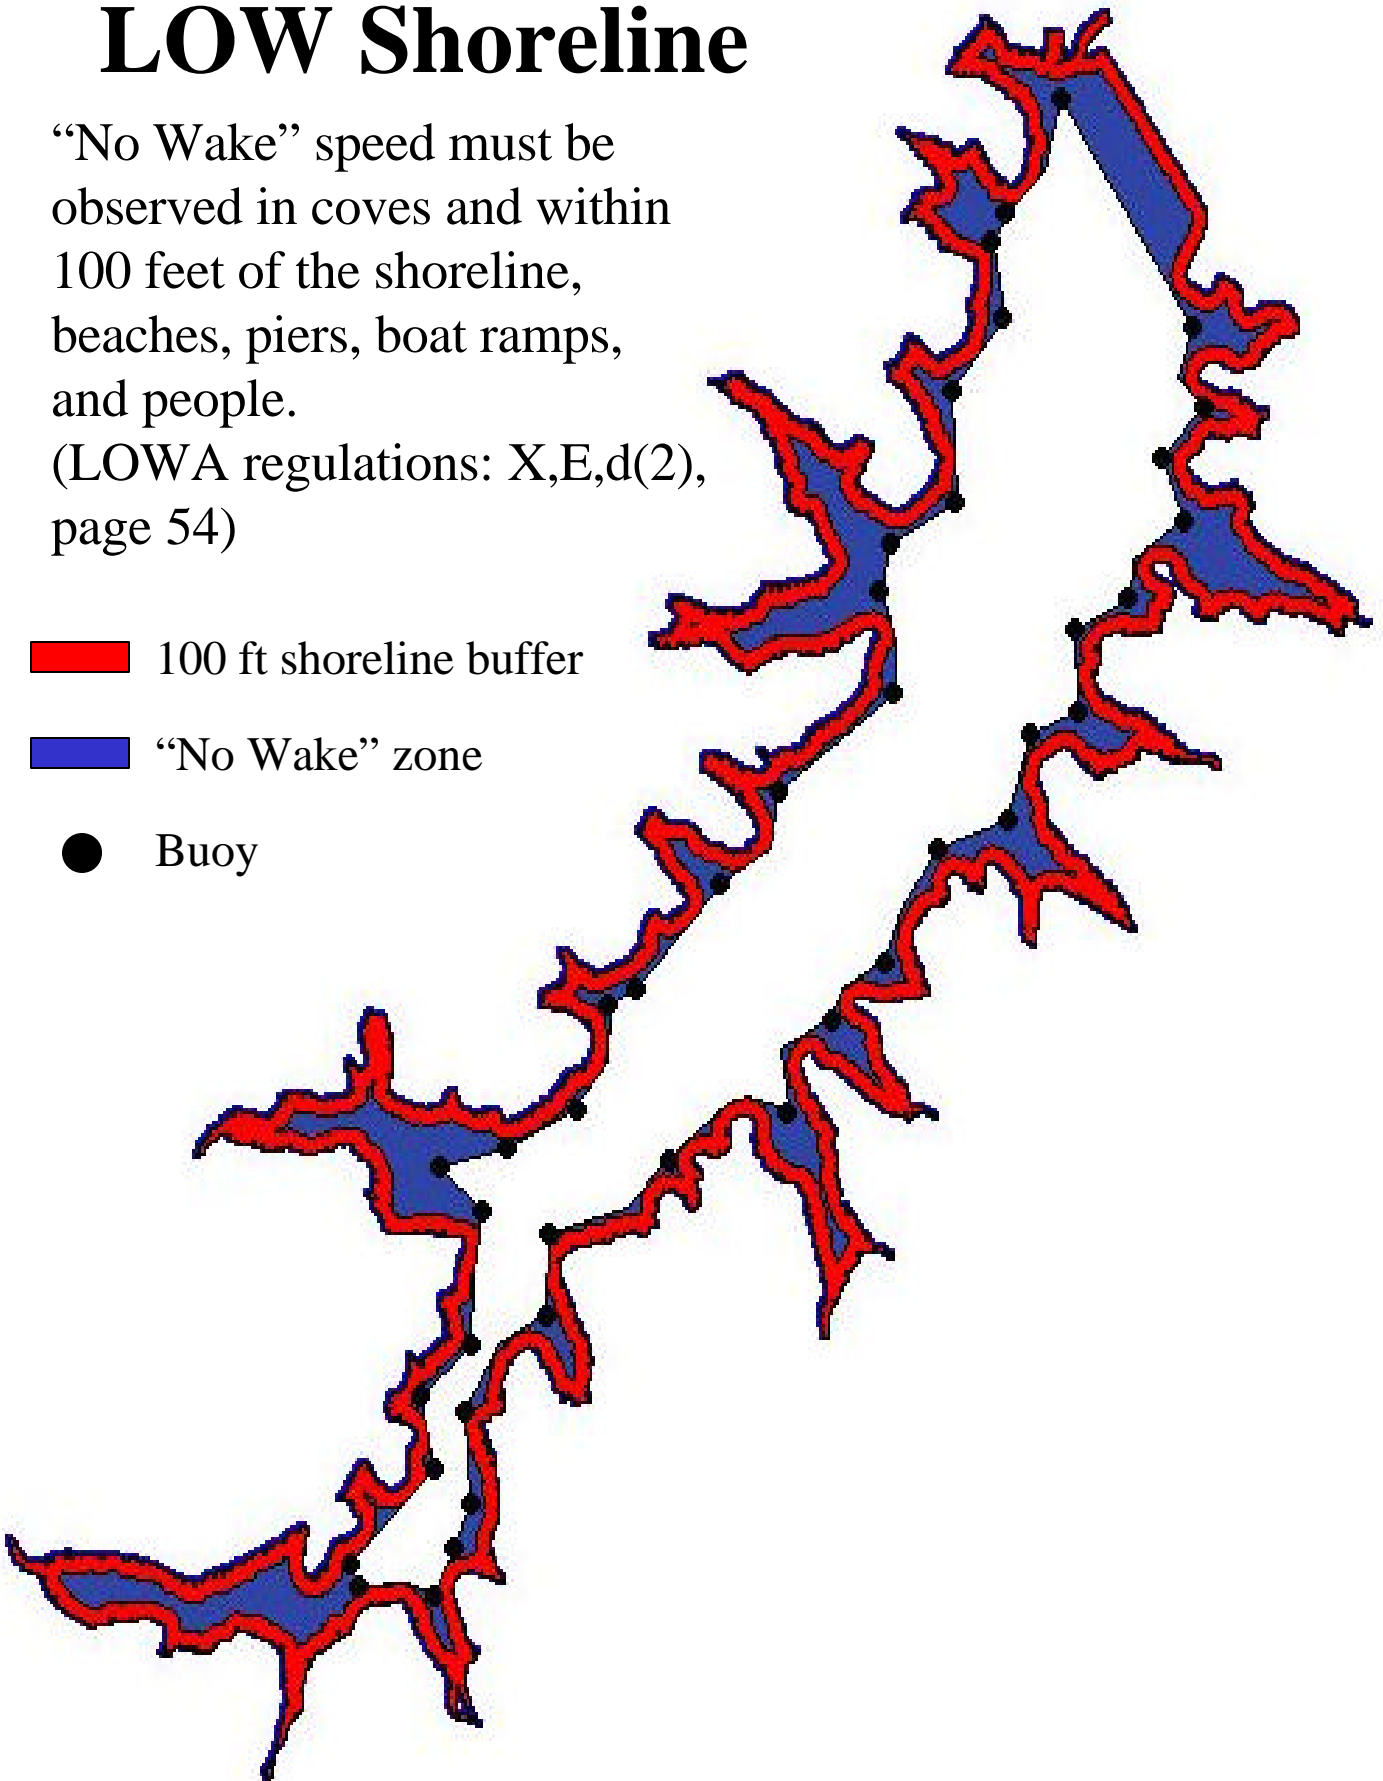 LOW Shoreline
“No Wake” speed must be
observed in coves and within
100 feet of the shoreline,
beaches, piers, boat ramps,
and people.
(LOWA regulations: X,E,d(2),
page 54)
100 ft shoreline buffer
“No Wake” zone
Buoy